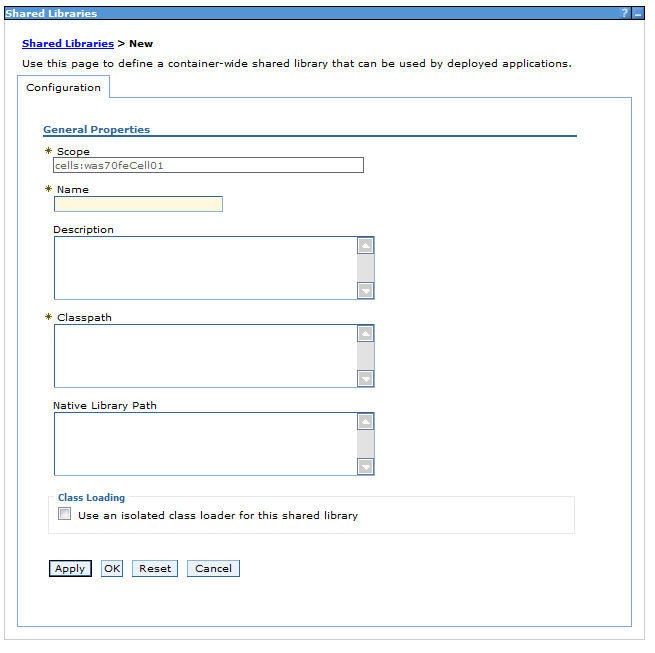 Shared Libraries ? _
Shared Libraries > New
Use this page to define a container-wide shared library that can be used by deployed applications.
Configuration
General Properties
* Scope
cells:was70feCell01
* Name
Description
* Classpath
Native Library Path
Class Loading
Use an isolated class loader for this shared library
Apply OK Reset Cancel